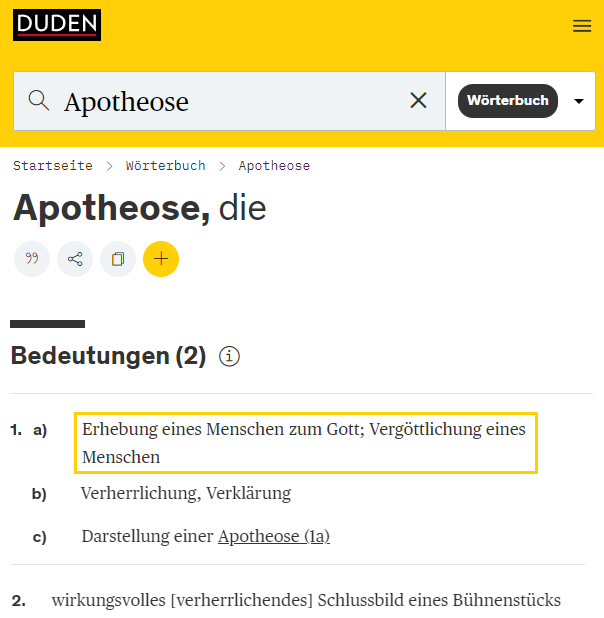 DUDEN
Apotheose
Wörterbuch
Startseite > Wörterbuch > Apotheose
Apotheose, die
Bedeutungen (2)
1. a) Erhebung eines Menschen zum Gott; Vergöttlichung eines
Menschen
b) Verherrlichung, Verklärung
c) Darstellung einer Apotheose (1a)
2. wirkungsvolles [verherrlichendes] Schlussbild eines Bühnenstücks